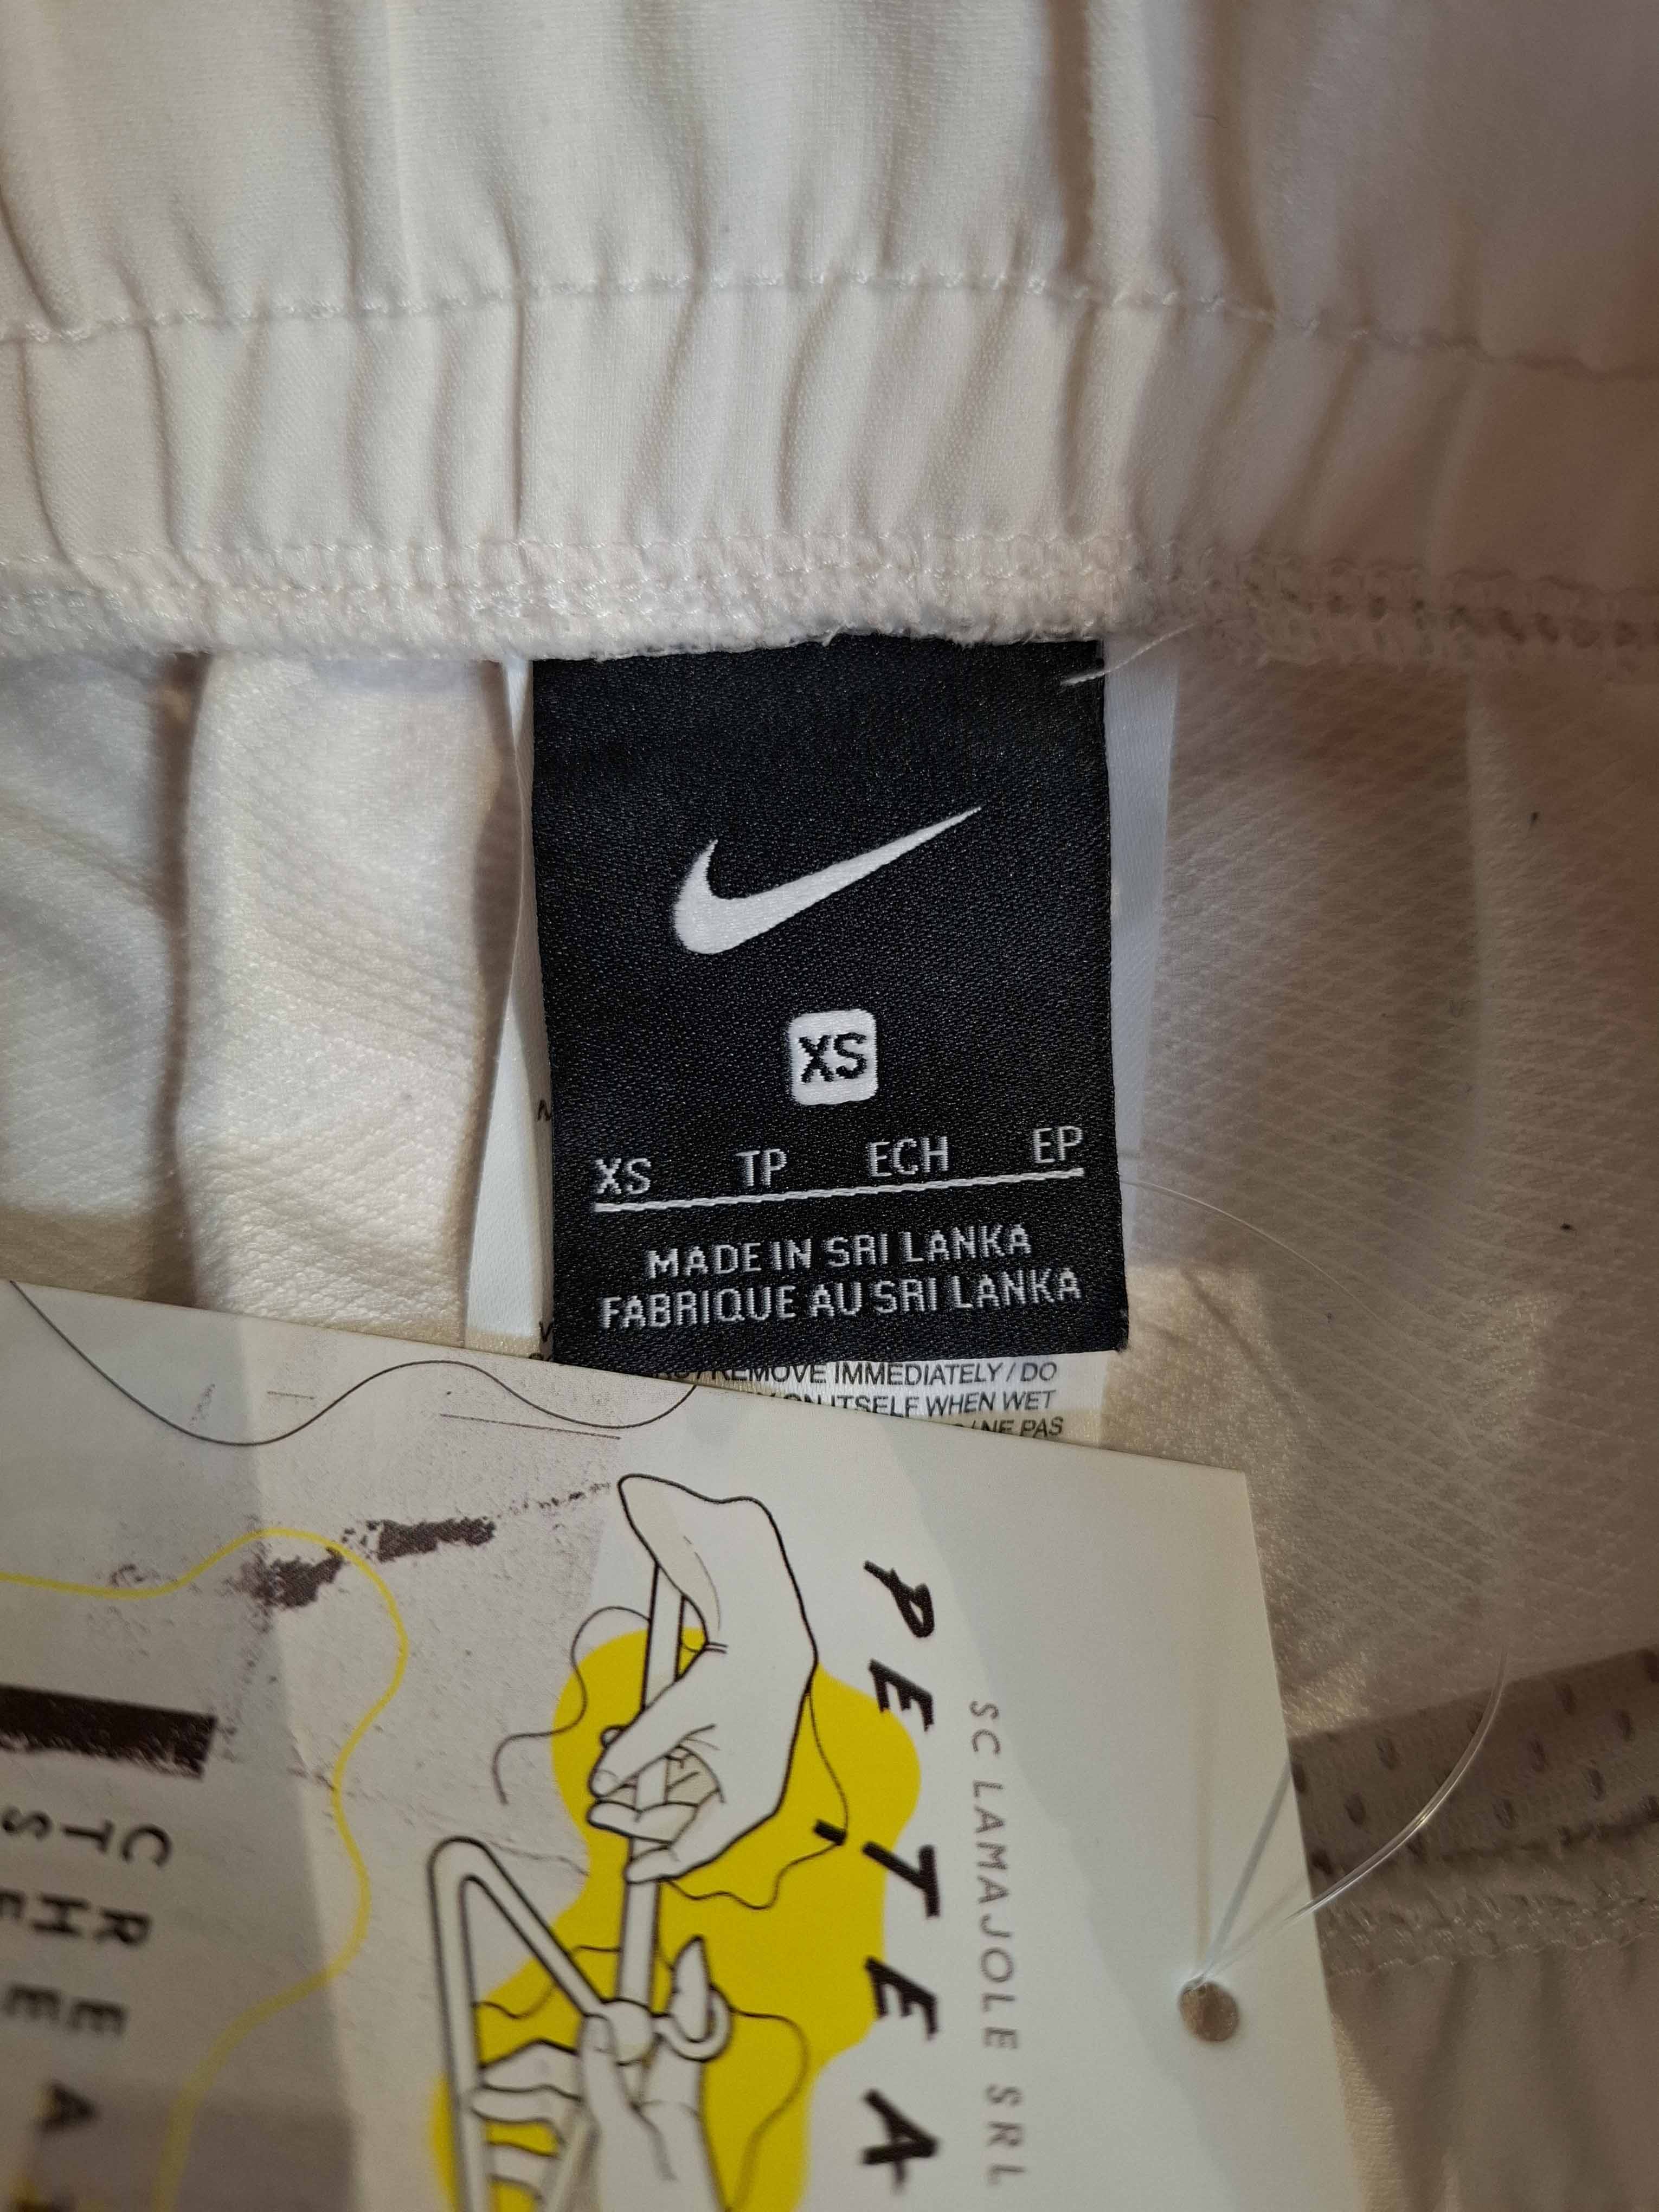 XS
XS TP ECH EP
MADE IN SRI LANKA
FABRIQUE AU SRI LANKA
REMOVE IMMEDIATELY / DO
ON ITSELF WHEN WET
/ NE PAS
PETEA
SC LAMAJOLE SRL